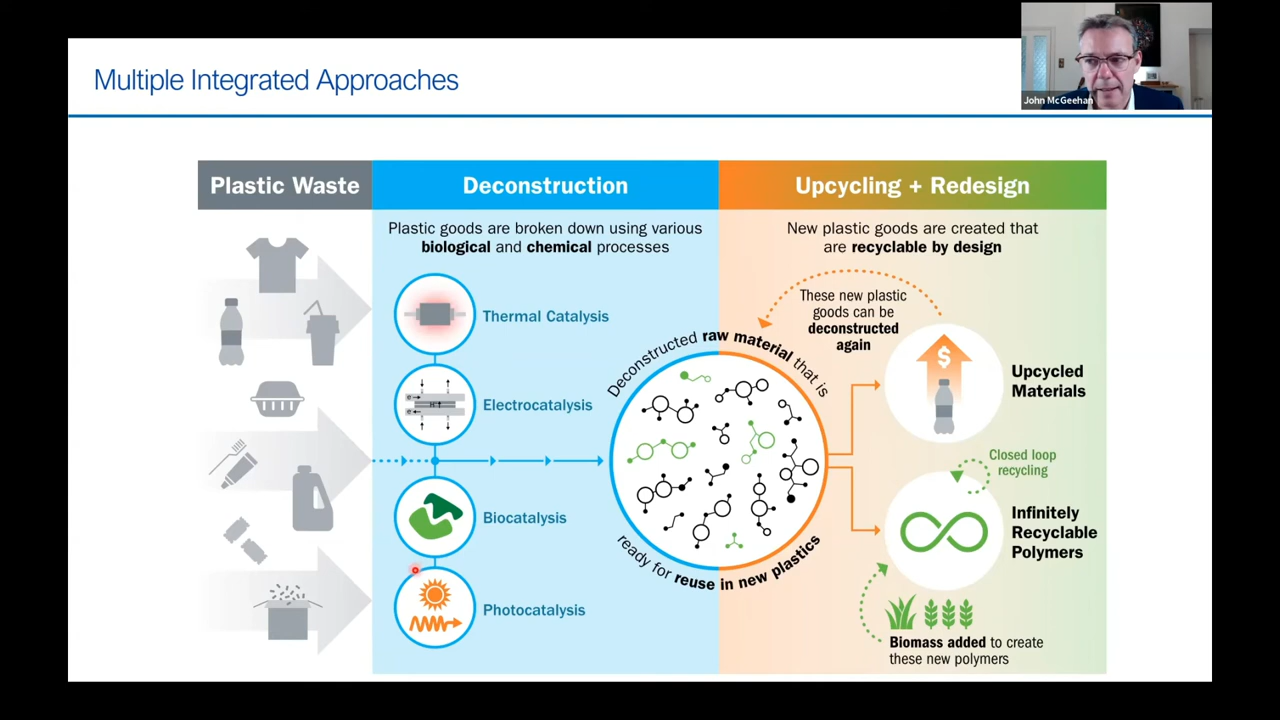 Multiple Integrated Approaches
John McGeehan
Plastic Waste
Deconstruction
Plastic goods are broken down using various
biological and chemical processes
Thermal Catalysis
Electrocatalysis
Biocatalysis
Photocatalysis
Deconstructed raw material that is
ready for reuse in new plastics
Upcycling + Redesign
New plastic goods are created that
are recyclable by design
These new plastic
goods can be
deconstructed
again
$
Upcycled
Materials
Closed loop
recycling
Infinitely
Recyclable
Polymers
Biomass added to create
these new polymers